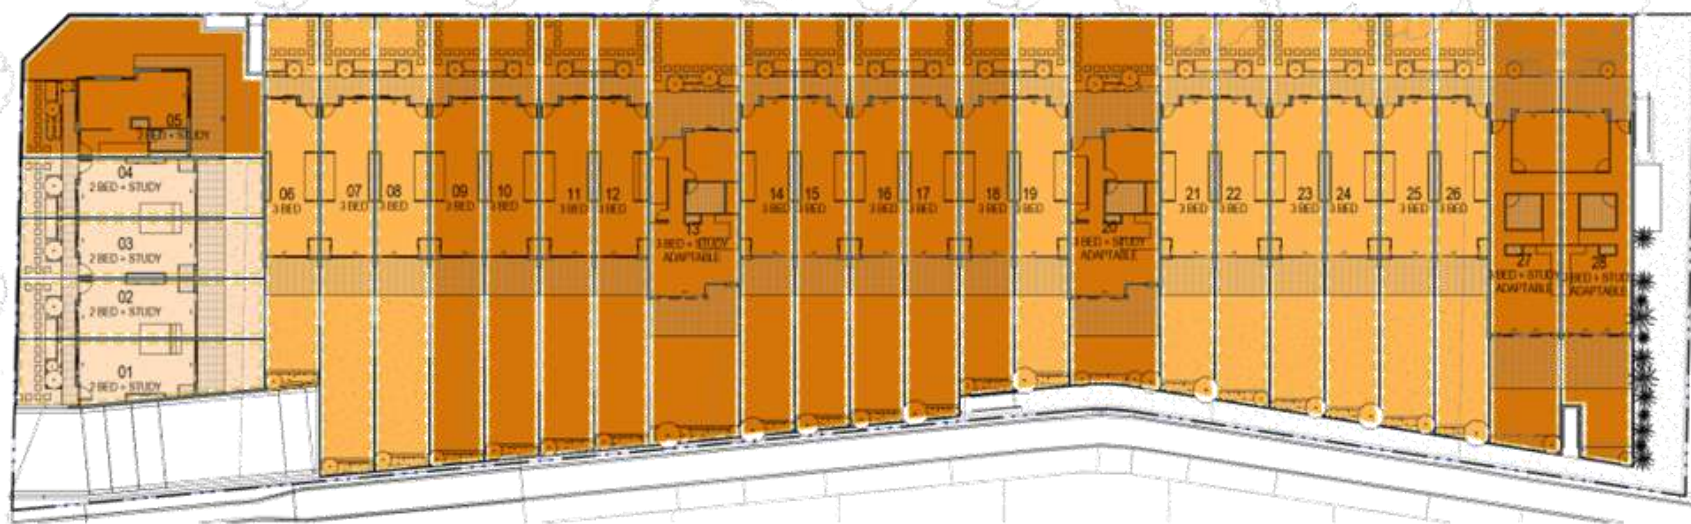 05
2 BED + STUDY
04
2 BED + STUDY
03
2 BED + STUDY
02
2 BED + STUDY
01
2 BED + STUDY
06
3 BED
07
3 BED
08
3 BED
09
3 BED
10
3 BED
11
3 BED
12
3 BED
13
3 BED + STUDY
ADAPTABLE
14
3 BED
15
3 BED
16
3 BED
17
3 BED
18
3 BED
19
3 BED
20
3 BED + STUDY
ADAPTABLE
21
3 BED
22
3 BED
23
3 BED
24
3 BED
25
3 BED
26
3 BED
27
3 BED + STUDY
ADAPTABLE
28
3 BED + STUDY
ADAPTABLE